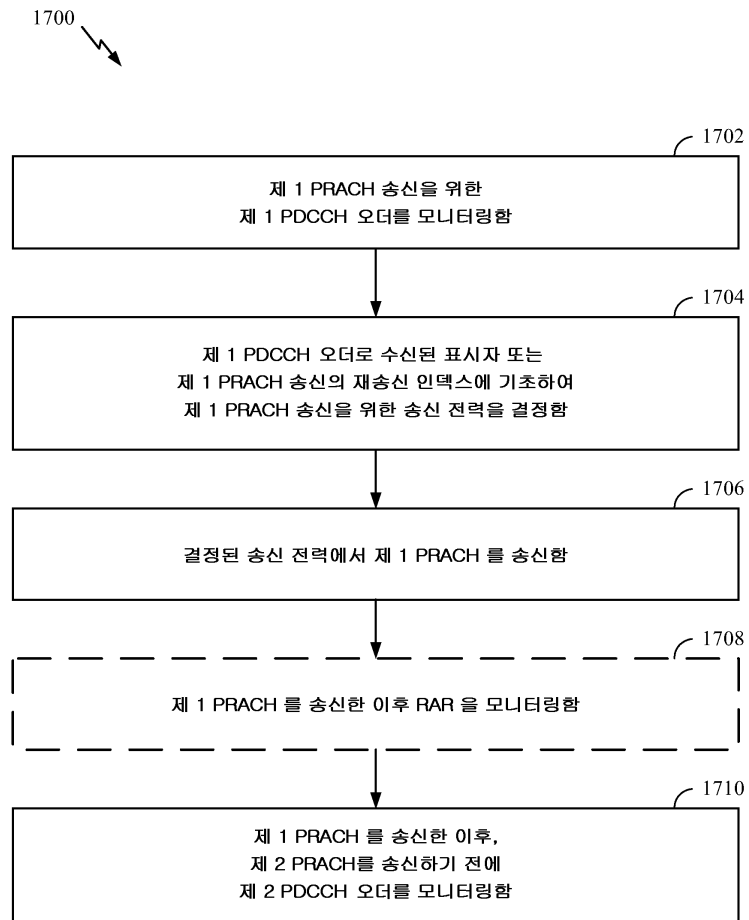 1700
1702
제 1 PRACH 송신을 위한
제 1 PDCCH 오더를 모니터링함
1704
제 1 PDCCH 오더로 수신된 표시자 또는
제 1 PRACH 송신의 재송신 인덱스에 기초하여
제 1 PRACH 송신을 위한 송신 전력을 결정함
1706
결정된 송신 전력에서 제 1 PRACH 를 송신함
1708
제 1 PRACH 를 송신한 이후 RAR 을 모니터링함
1710
제 1 PRACH 를 송신한 이후,
제 2 PRACH를 송신하기 전에
제 2 PDCCH 오더를 모니터링함